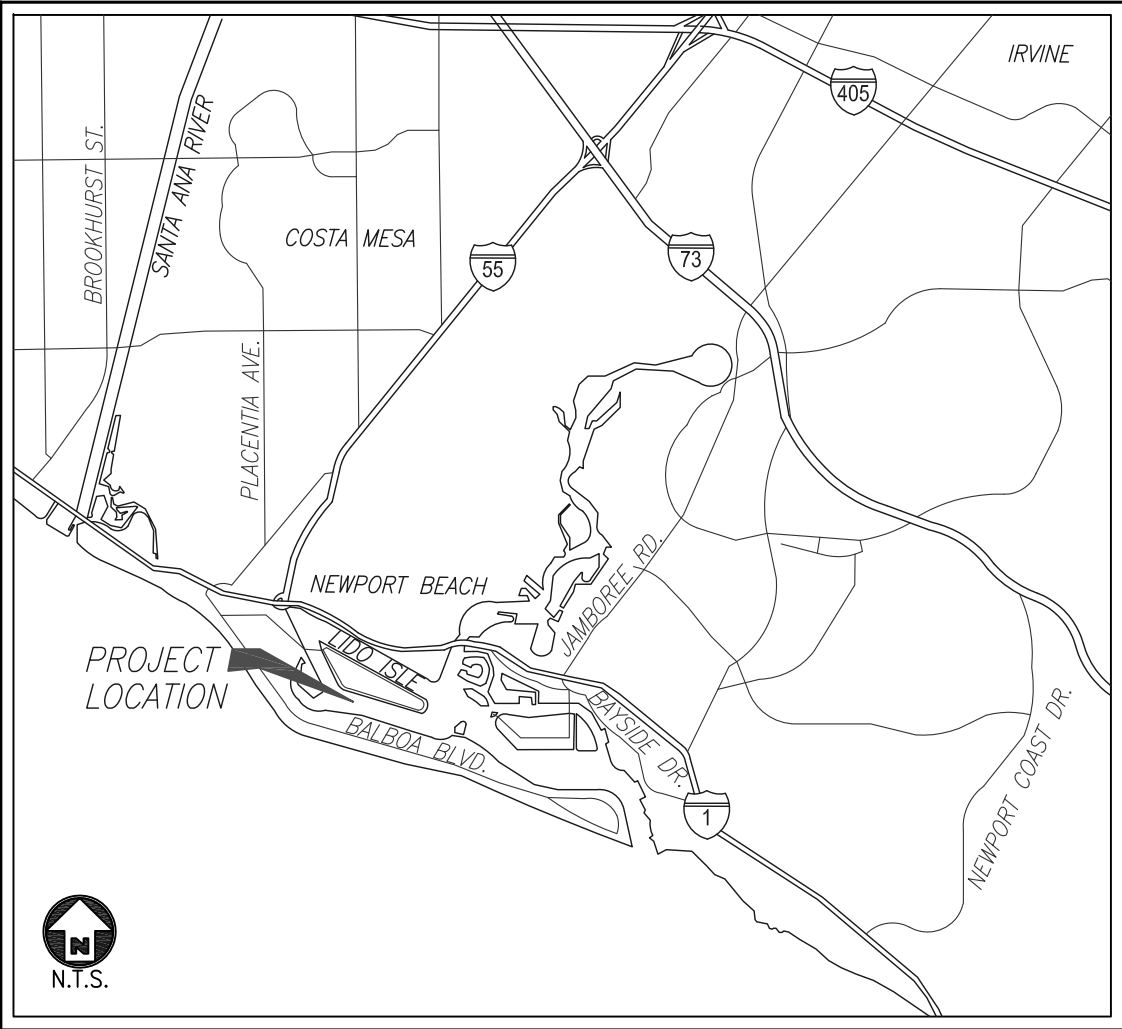 IRVINE
405
BROOKHURST ST.
SANTA ANA RIVER
COSTA MESA
55
73
PLACENTIA AVE.
NEWPORT BEACH
JAMBOREE RD.
PROJECT
LOCATION
LIDO ISLE
BALBOA BLVD.
BAYSIDE DR.
NEWPORT COAST DR.
1
N
N.T.S.